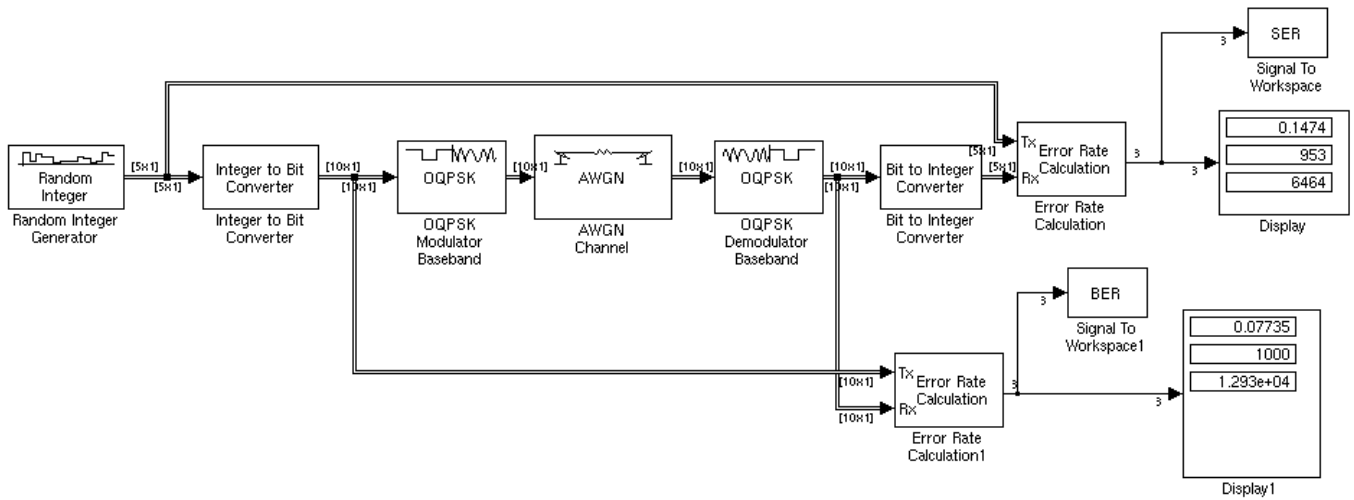 SER
3
Signal To
Workspace
0.1474
953
6464
Display
Random
Integer
Random Integer
Generator
[5x1]
[5x1]
Integer to Bit
Converter
Integer to Bit
Converter
[10x1]
[10x1]
OQPSK
OQPSK
Modulator
Baseband
[10x1]
AWGN
AWGN
Channel
[10x1]
OQPSK
OQPSK
Demodulator
Baseband
[10x1]
[10x1]
Bit to Integer
Converter
Bit to Integer
Converter
[5x1]
[5x1]
Tx
Rx
Error Rate
Calculation
Error Rate
Calculation
3
3
BER
3
Signal To
Workspace1
0.07735
1000
1.293e+04
Display1
[10x1]
[10x1]
Tx
Rx
Error Rate
Calculation
Error Rate
Calculation1
3
3